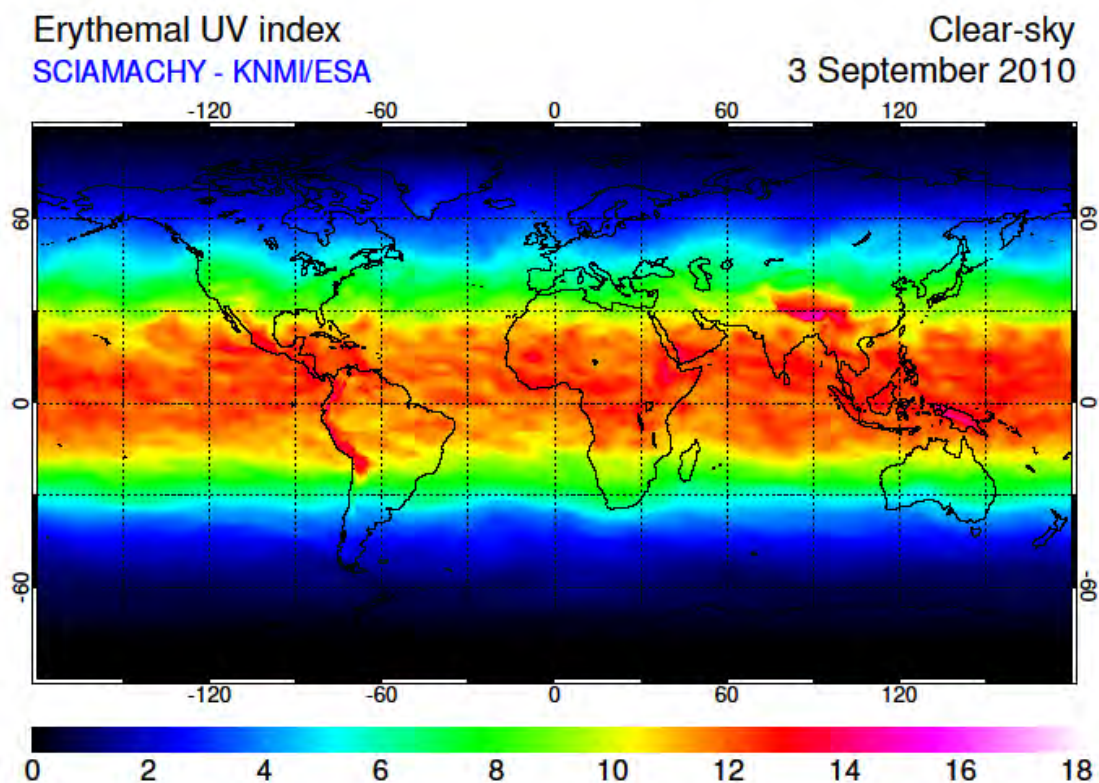 Erythemal UV index
Clear-sky
SCIAMACHY - KNMI/ESA
3 September 2010
-120 -60 0 60 120
60 60
0 0
-60 -60
-120 -60 0 60 120
0 2 4 6 8 10 12 14 16 18